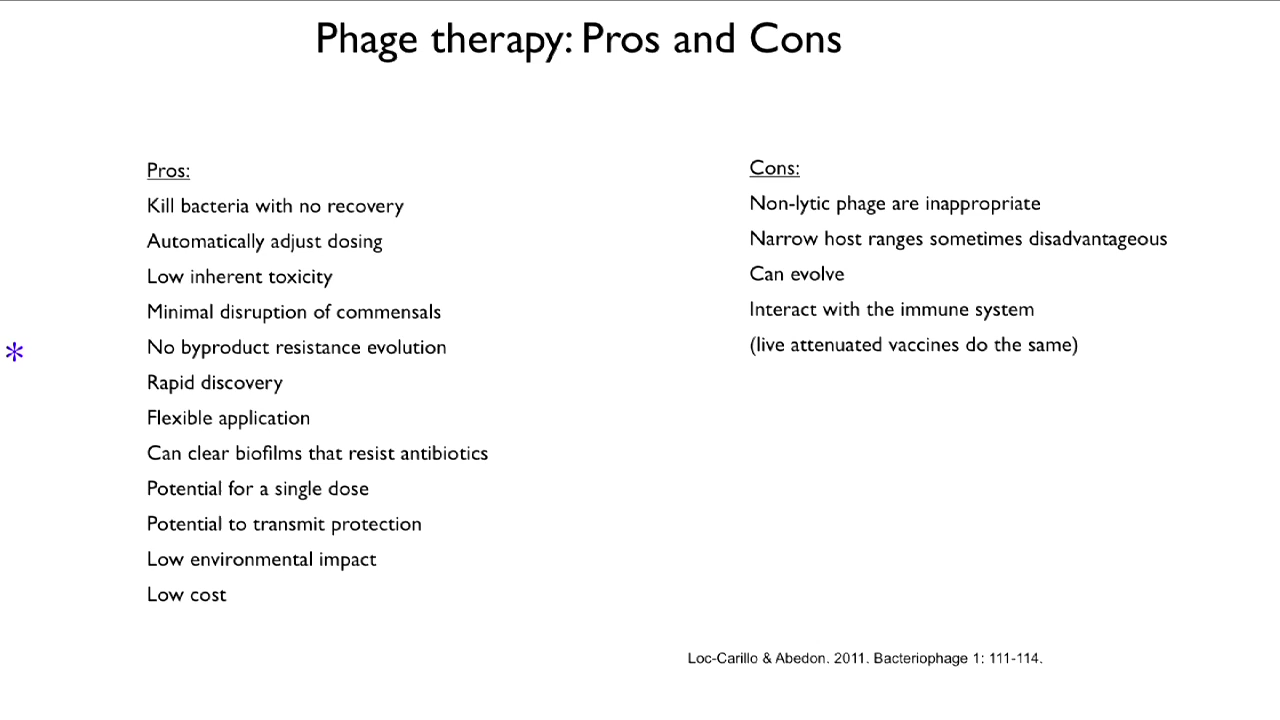 Phage therapy: Pros and Cons
Pros:
Kill bacteria with no recovery
Automatically adjust dosing
Low inherent toxicity
Minimal disruption of commensals
* No byproduct resistance evolution
Rapid discovery
Flexible application
Can clear biofilms that resist antibiotics
Potential for a single dose
Potential to transmit protection
Low environmental impact
Low cost
Cons:
Non-lytic phage are inappropriate
Narrow host ranges sometimes disadvantageous
Can evolve
Interact with the immune system
(live attenuated vaccines do the same)
Loc-Carillo & Abedon. 2011. Bacteriophage 1: 111-114.